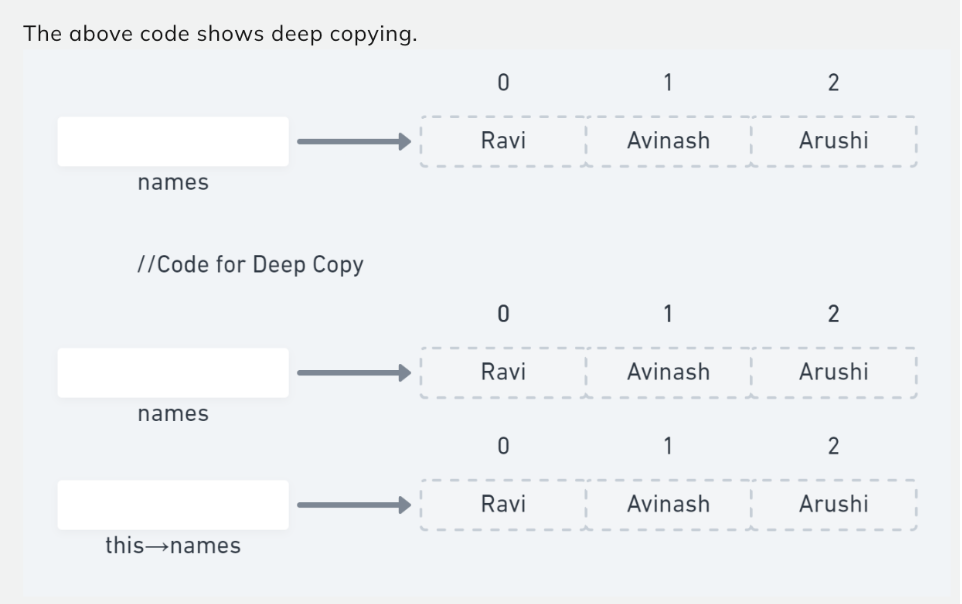 The above code shows deep copying.
0 1 2
Ravi Avinash Arushi
names
//Code for Deep Copy
0 1 2
Ravi Avinash Arushi
names
0 1 2
Ravi Avinash Arushi
this→names